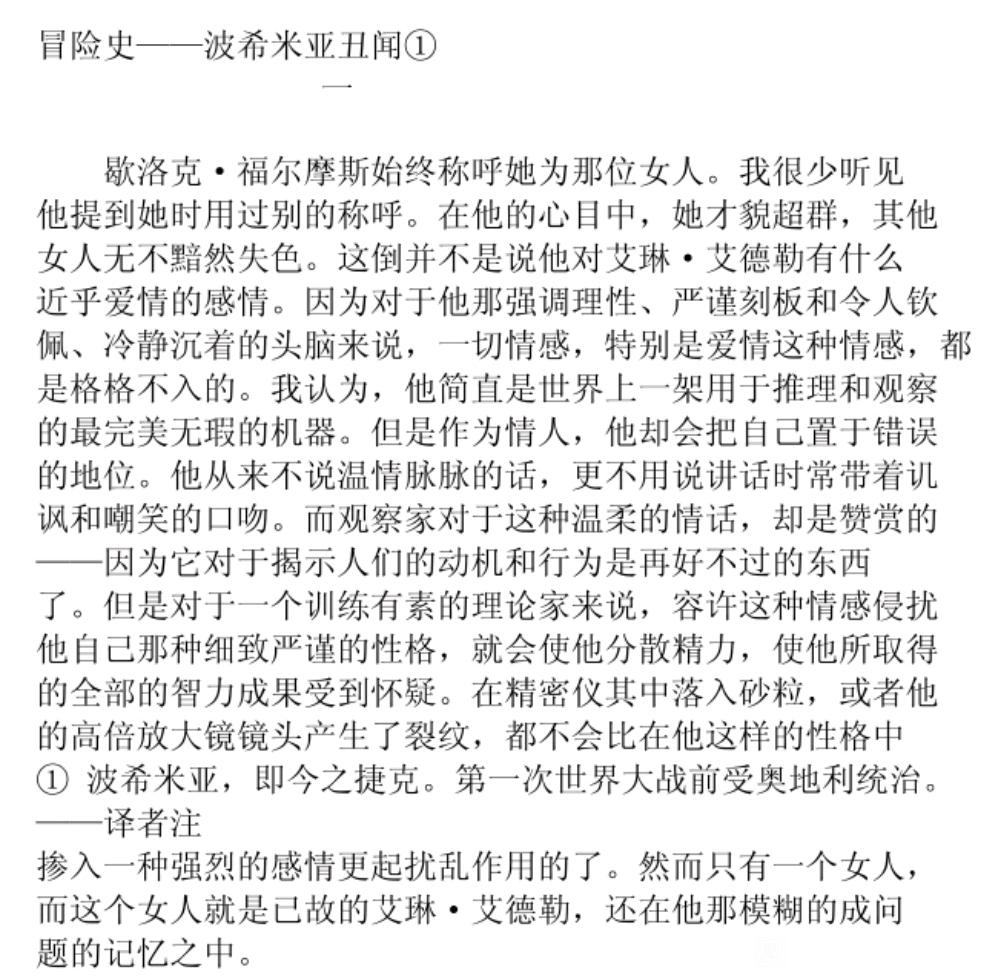 冒险史——波希米亚丑闻①
一
歇洛克·福尔摩斯始终称呼她为那位女人。我很少听见
他提到她时用过别的称呼。在他的心目中，她才貌超群，其他
女人无不黯然失色。这倒并不是说他对艾琳·艾德勒有什么
近乎爱情的感情。因为对于他那强调理性、严谨刻板和令人钦
佩、冷静沉着的头脑来说，一切情感，特别是爱情这种情感，都
是格格不入的。我认为，他简直是世界上一架用于推理和观察
的最完美无瑕的机器。但是作为情人，他却会把自己置于错误
的地位。他从来不说温情脉脉的话，更不用说讲话时常带着讥
讽和嘲笑的口吻。而观察家对于这种温柔的情话，却是赞赏的
——因为它对于揭示人们的动机和行为是再好不过的东西
了。但是对于一个训练有素的理论家来说，容许这种情感侵扰
他自己那种细致严谨的性格，就会使他分散精力，使他所取得
的全部的智力成果受到怀疑。在精密仪其中落入砂粒，或者他
的高倍放大镜镜头产生了裂纹，都不会比在他这样的性格中
① 波希米亚，即今之捷克。第一次世界大战前受奥地利统治。
——译者注
掺入一种强烈的感情更起扰乱作用的了。然而只有一个女人，
而这个女人就是已故的艾琳·艾德勒，还在他那模糊的成问
题的记忆之中。